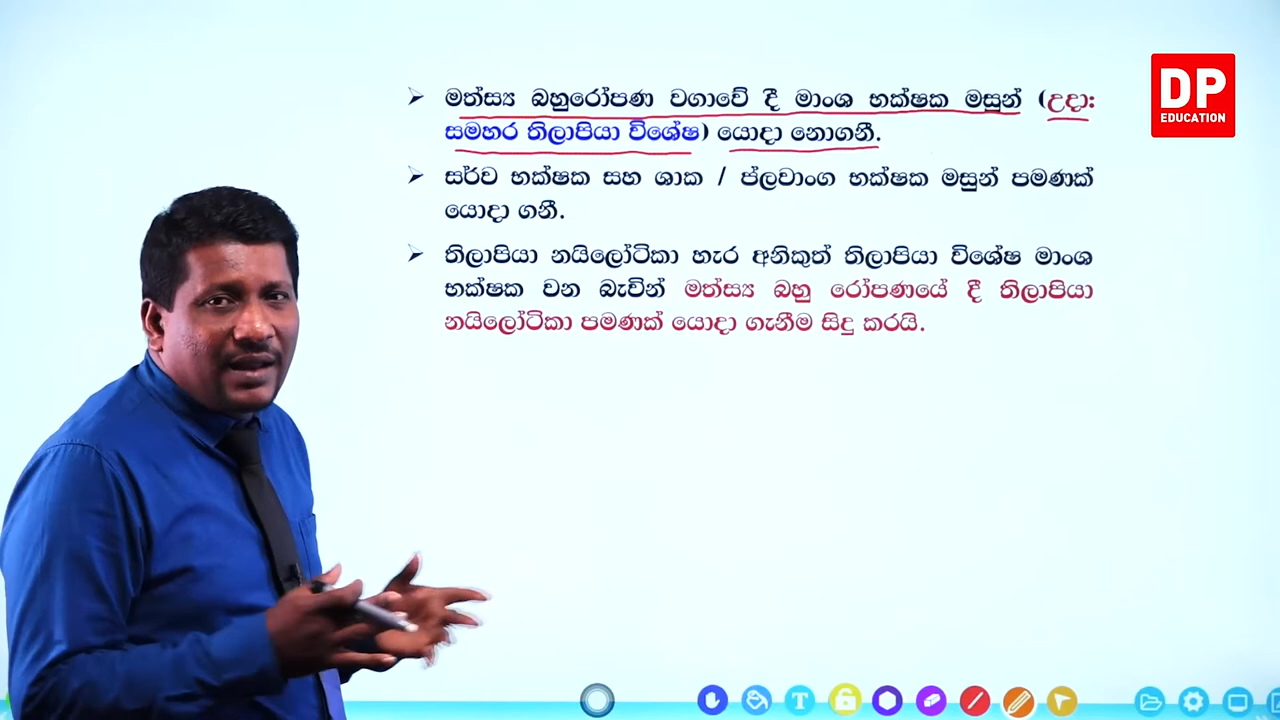 මත්ස්‍ය බහුරෝපණ වගාවේ දී මාංශ භක්ෂක මසුන් (උදා:
සමහර තිලාපියා විශේෂ) යොදා නොගනී.
සර්ව භක්ෂක සහ ශාක / ප්ලවාංග භක්ෂක මසුන් පමණක්
යොදා ගනී.
තිලාපියා නයිලෝටිකා හැර අනිකුත් තිලාපියා විශේෂ මාංශ
භක්ෂක වන බැවින් මත්ස්‍ය බහු රෝපණයේ දී තිලාපියා
නයිලෝටිකා පමණක් යොදා ගැනීම සිදු කරයි.
DP
EDUCATION